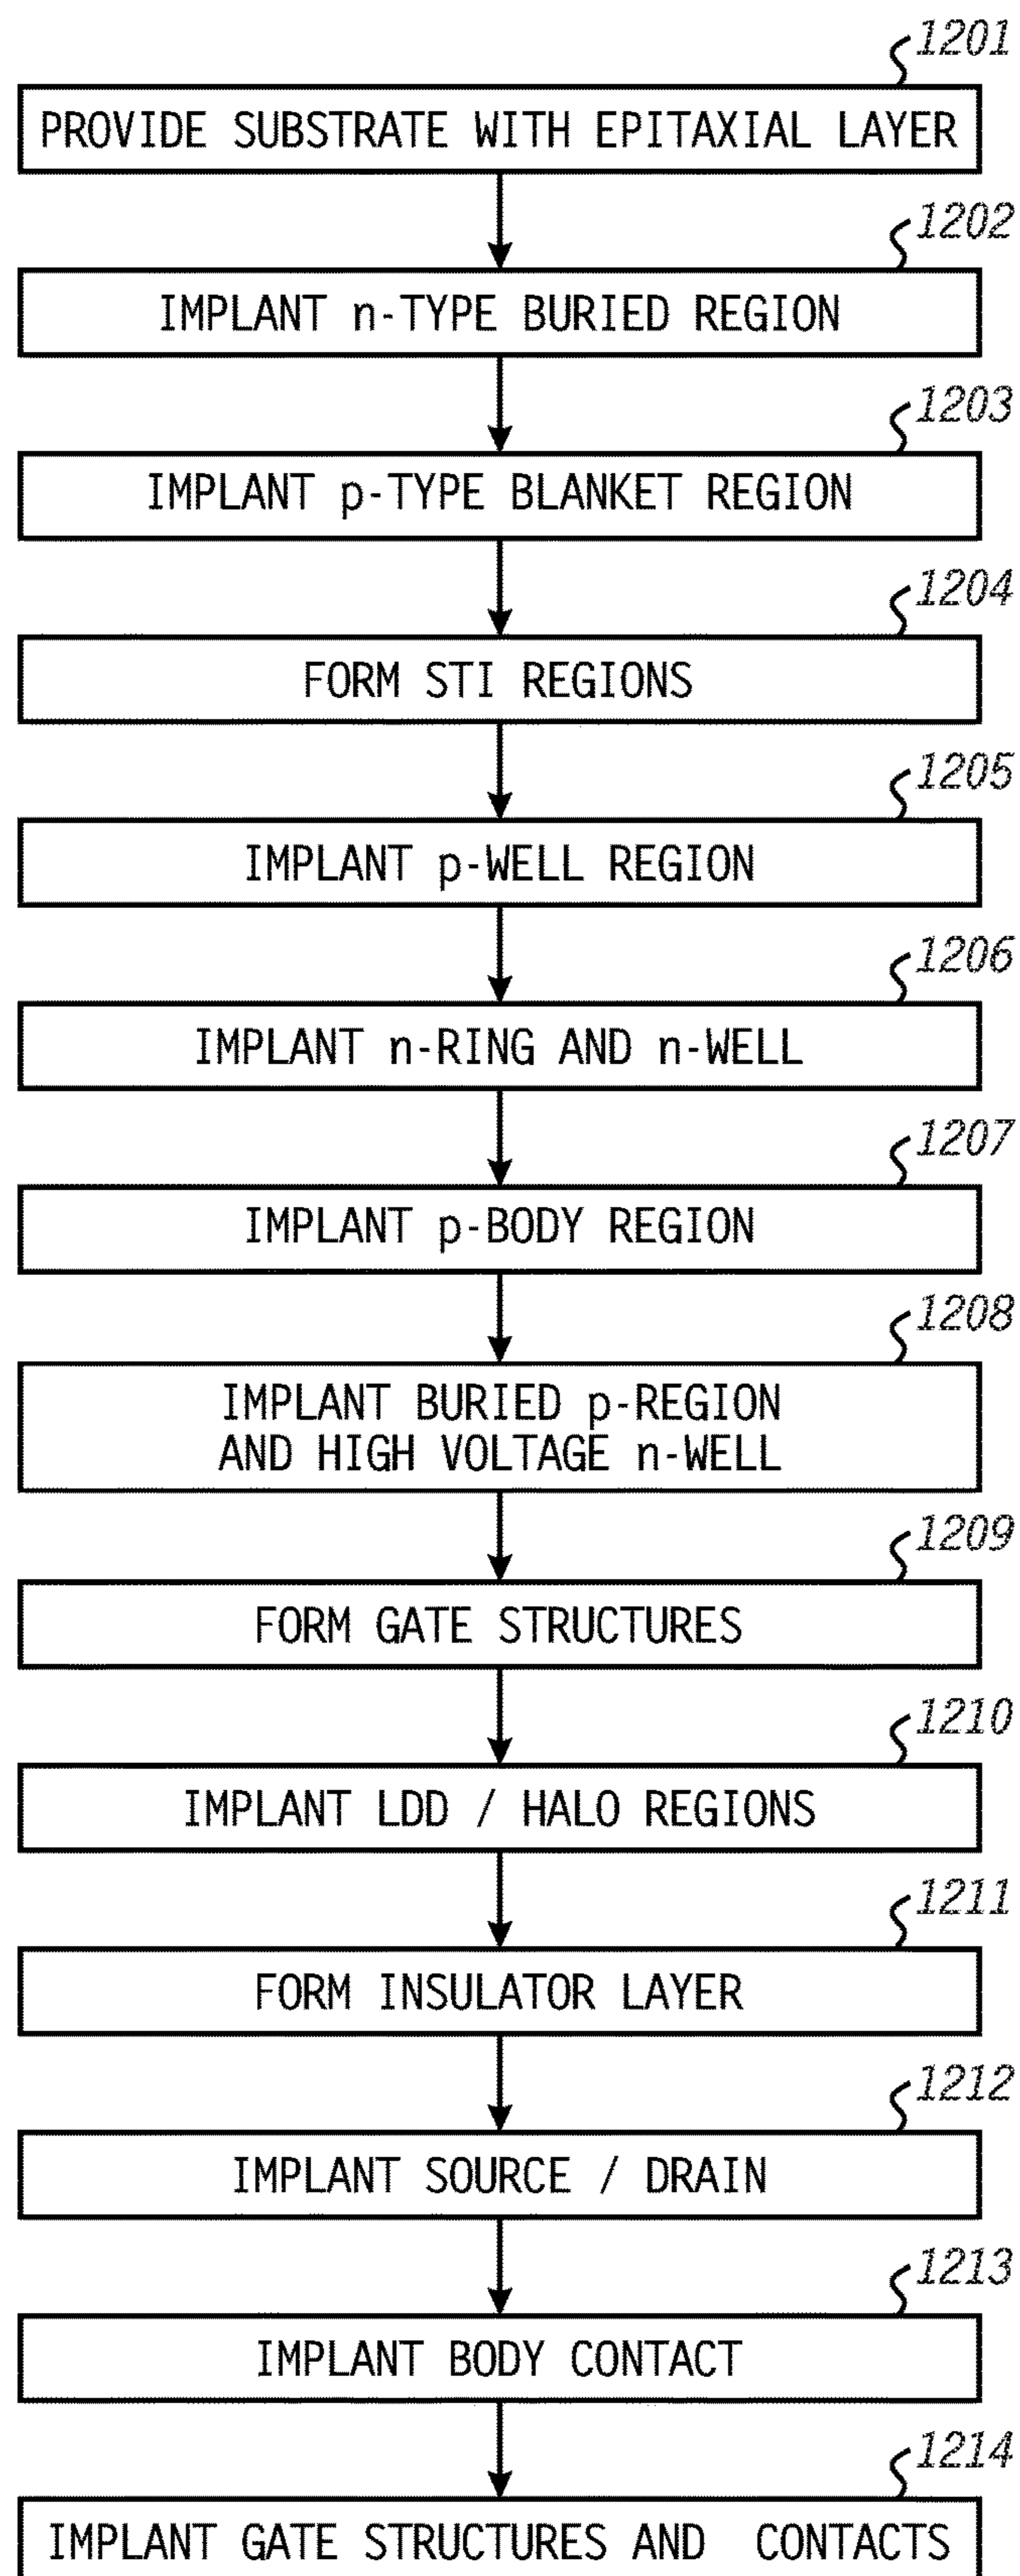 1201
PROVIDE SUBSTRATE WITH EPITAXIAL LAYER
1202
IMPLANT n-TYPE BURIED REGION
1203
IMPLANT p-TYPE BLANKET REGION
1204
FORM STI REGIONS
1205
IMPLANT p-WELL REGION
1206
IMPLANT n-RING AND n-WELL
1207
IMPLANT p-BODY REGION
1208
IMPLANT BURIED p-REGION
AND HIGH VOLTAGE n-WELL
1209
FORM GATE STRUCTURES
1210
IMPLANT LDD / HALO REGIONS
1211
FORM INSULATOR LAYER
1212
IMPLANT SOURCE / DRAIN
1213
IMPLANT BODY CONTACT
1214
IMPLANT GATE STRUCTURES AND CONTACTS